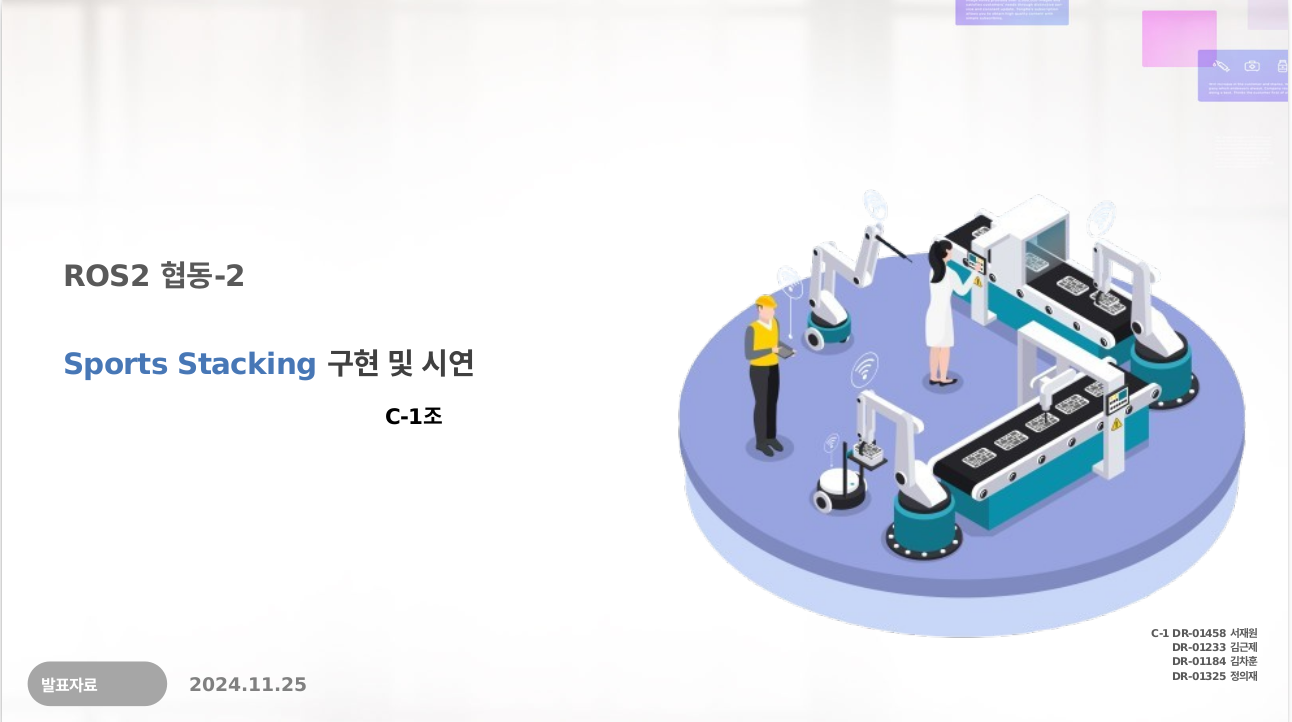 ROS2 협동-2
Sports Stacking 구현 및 시연
C-1조
C-1 DR-01458 서재원
DR-01233 김근제
DR-01184 김차훈
DR-01325 정의재
발표자료
2024.11.25